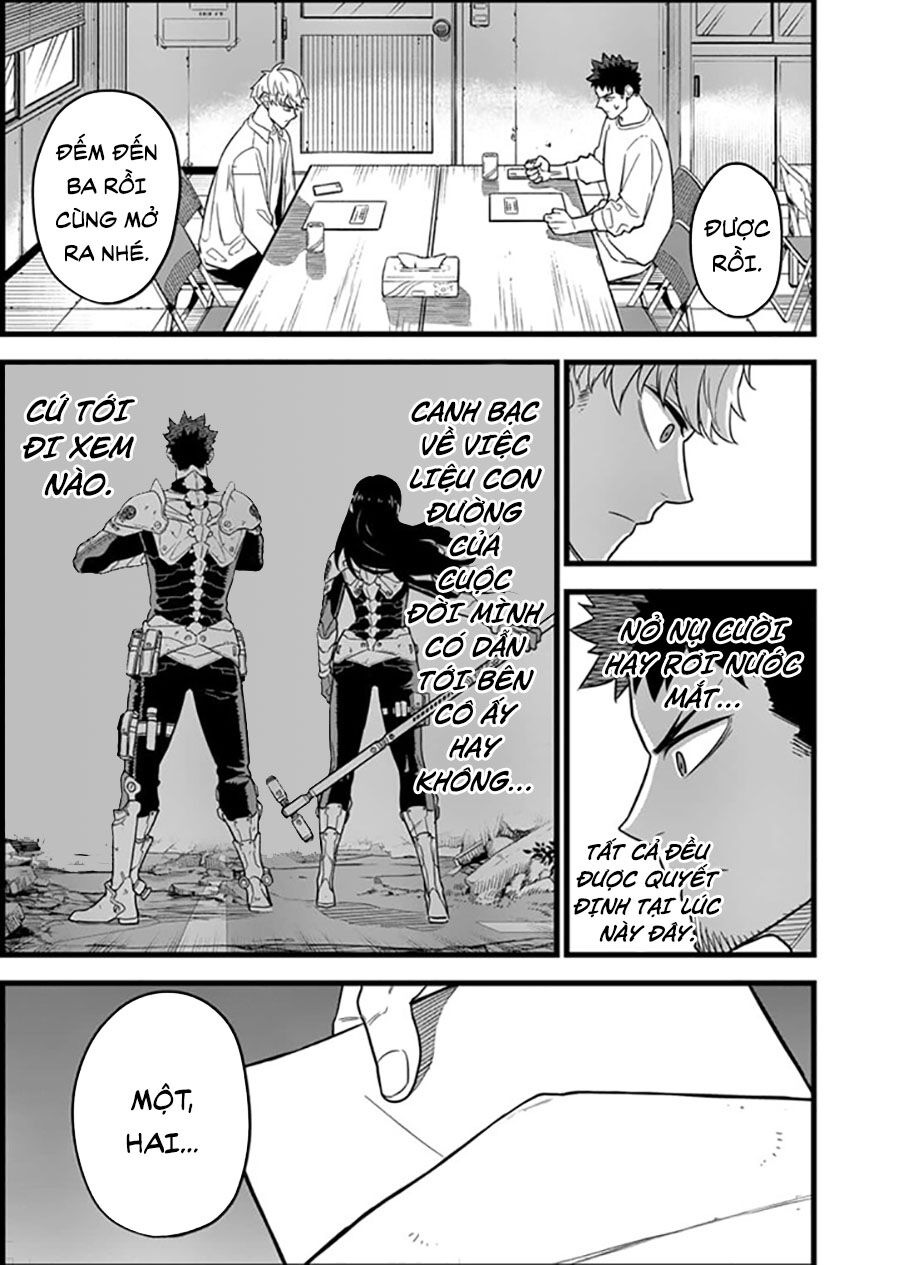 ĐƯỢC
RỒI.
ĐẾM ĐẾN
BA RỒI
CÙNG MỞ
RA NHÉ.
NỞ NỤ CƯỜI
HAY RƠI NƯỚC
MẮT...
TẤT CẢ ĐỀU
ĐƯỢC QUYẾT
ĐỊNH TẠI LÚC
NÀY ĐÂY.
CANH BẠC
VỀ VIỆC
LIỆU CON
ĐƯỜNG
CỦA
CUỘC
ĐỜI MÌNH
CÓ DẪN
TỚI BÊN
CÔ ẤY
HAY
KHÔNG...
CỨ TỚI
ĐI XEM
NÀO.
MỘT,
HAI...